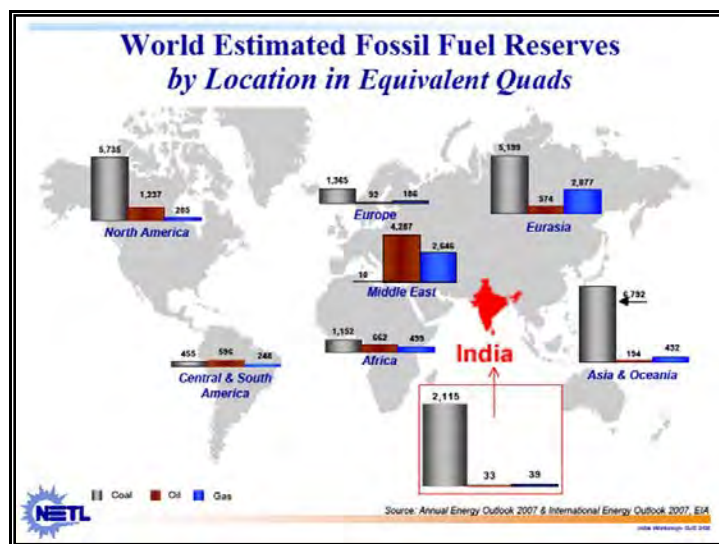 World Estimated Fossil Fuel Reserves
by Location in Equivalent Quads
5,735
1,237
285
North America
1,365
92
186
Europe
5,199
574
2,877
Eurasia
4,287
2,646
10
Middle East
6,792
194
432
Asia & Oceania
1,152
662
499
Africa
455
596
248
Central & South
America
India
2,115
33
39
Coal Oil Gas
NETL
Source: Annual Energy Outlook 2007 & International Energy Outlook 2007, EIA